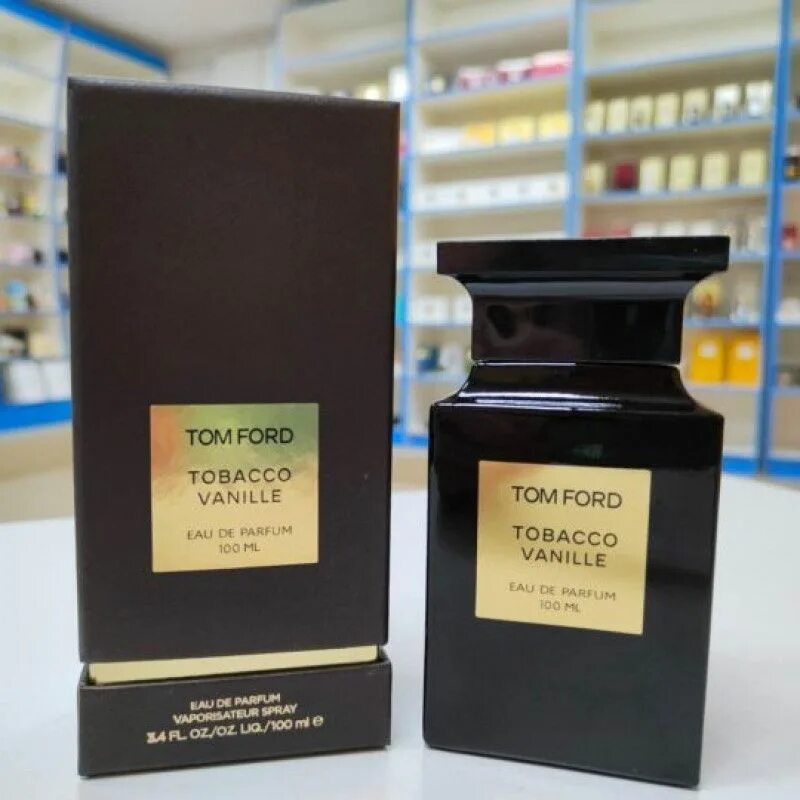 TOM FORD
TOBACCO
VANILLE
EAU DE PARFUM
100 ML
EAU DE PARFUM
VAPORISATEUR SPRAY
3.4 FL. OZ./OZ. LIQ./100 ml e
TOM FORD
TOBACCO
VANILLE
EAU DE PARFUM
100 ML